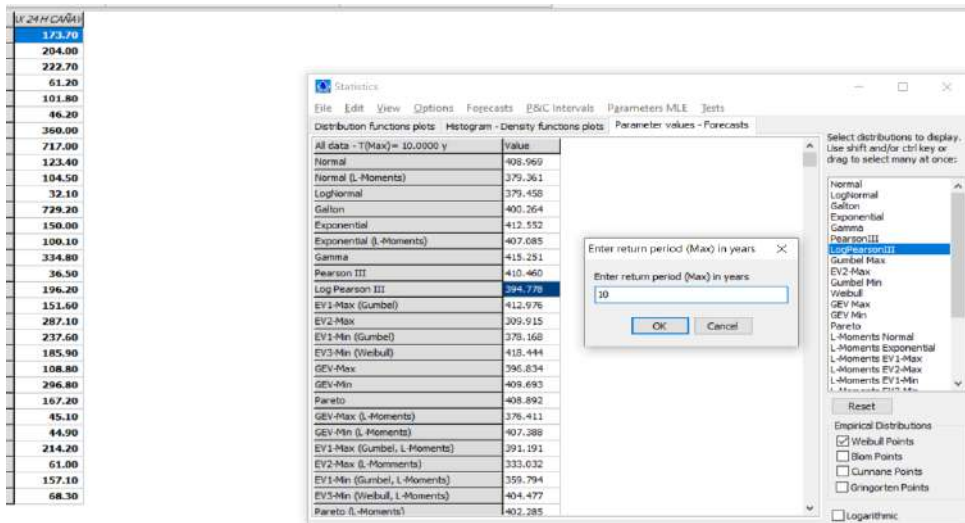 X 24 H CAÑAV
173.70
204.00
222.70
61.20
101.80
46.20
360.00
717.00
123.40
104.50
32.10
729.20
150.00
100.10
334.80
36.50
196.20
151.60
287.10
237.60
185.90
108.80
296.80
167.20
45.10
44.90
214.20
61.00
157.10
68.30
Statistics
File Edit View Options Forecasts P&C Intervals Parameters MLE Tests
Distribution functions plots Histogram - Density functions plots Parameter values - Forecasts
All data - T(Max)= 10.0000 y Value
Normal 408.969
Normal (L-Moments) 379.361
LogNormal 379.458
Galton 400.264
Exponential 412.552
Exponential (L-Moments) 407.085
Gamma 415.251
Pearson III 410.460
Log Pearson III 394.778
EV1-Max (Gumbel) 412.976
EV2-Max 309.915
EV1-Min (Gumbel) 378.168
EV3-Min (Weibull) 418.444
GEV-Max 396.834
GEV-Min 409.693
Pareto 408.892
GEV-Max (L-Moments) 376.411
GEV-Min (L-Moments) 407.388
EV1-Max (Gumbel, L-Moments) 391.191
EV2-Max (L-Momments) 333.032
EV1-Min (Gumbel, L-Moments) 359.794
EV3-Min (Weibull, L-Moments) 404.477
Pareto (L-Moments) 402.285
Enter return period (Max) in years
Enter return period (Max) in years
10
OK Cancel
Select distributions to display.
Use shift and/or ctrl key or
drag to select many at once:
Normal
LogNormal
Galton
Exponential
Gamma
PearsonIII
LogPearsonIII
Gumbel Max
EV2-Max
Gumbel Min
Weibull
GEV Max
GEV Min
Pareto
L-Moments Normal
L-Moments Exponential
L-Moments EV1-Max
L-Moments EV2-Max
L-Moments EV1-Min
Reset
Empirical Distributions
Weibull Points
Blom Points
Cunnane Points
Gringorten Points
Logarithmic